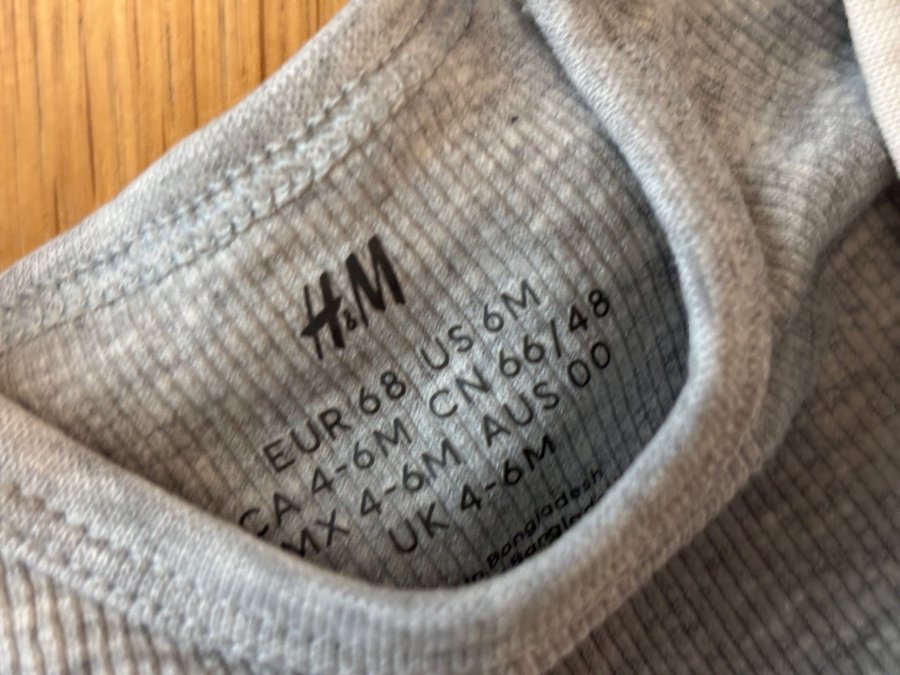 H&M
EUR 68 US 6M
CA 4-6M CN 66/48
MX 4-6M AUS 00
UK 4-6M
in Bangladesh